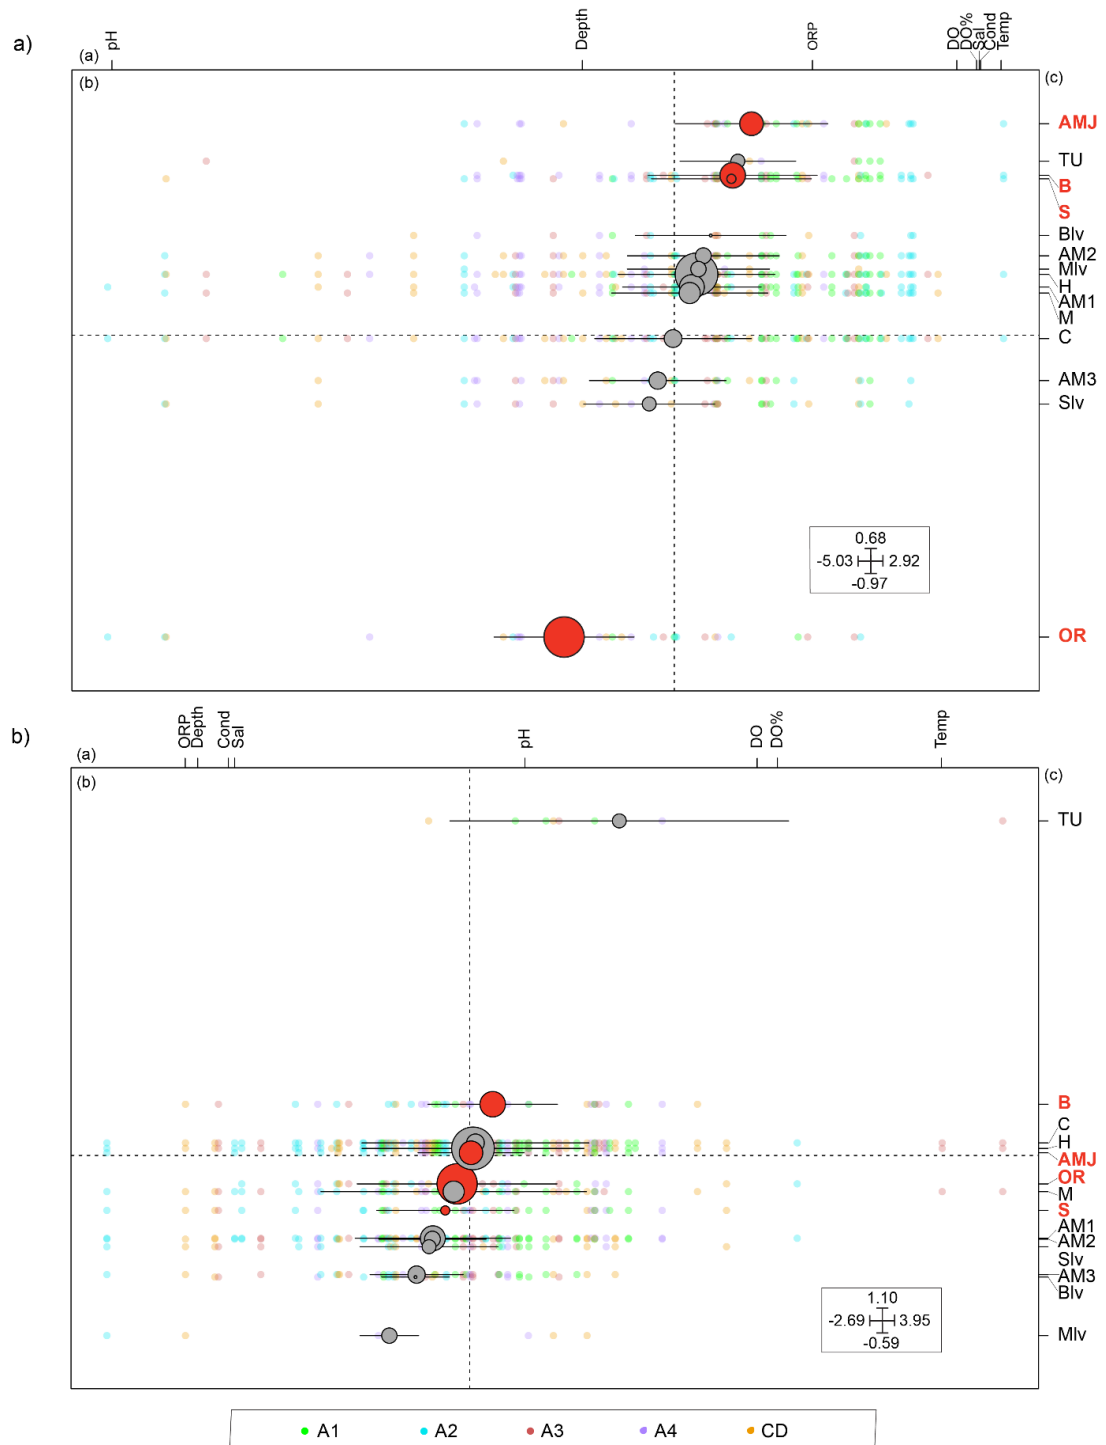 a)
pH Depth ORP DO DO% Sal Cond Temp
(a)
(b) (c)
AMJ
TU
B
S
Blv
AM2
Mlv
H
AM1
M
C
AM3
Slv
0.68
-5.03 2.92
-0.97
OR
b)
ORP Depth Cond Sal pH DO DO% Temp
(a)
(b) (c)
TU
B
C
H
AMJ
OR
M
S
AM1
AM2
Slv
AM3
Blv
1.10
-2.69 3.95
-0.59
Mlv
A1 A2 A3 A4 CD